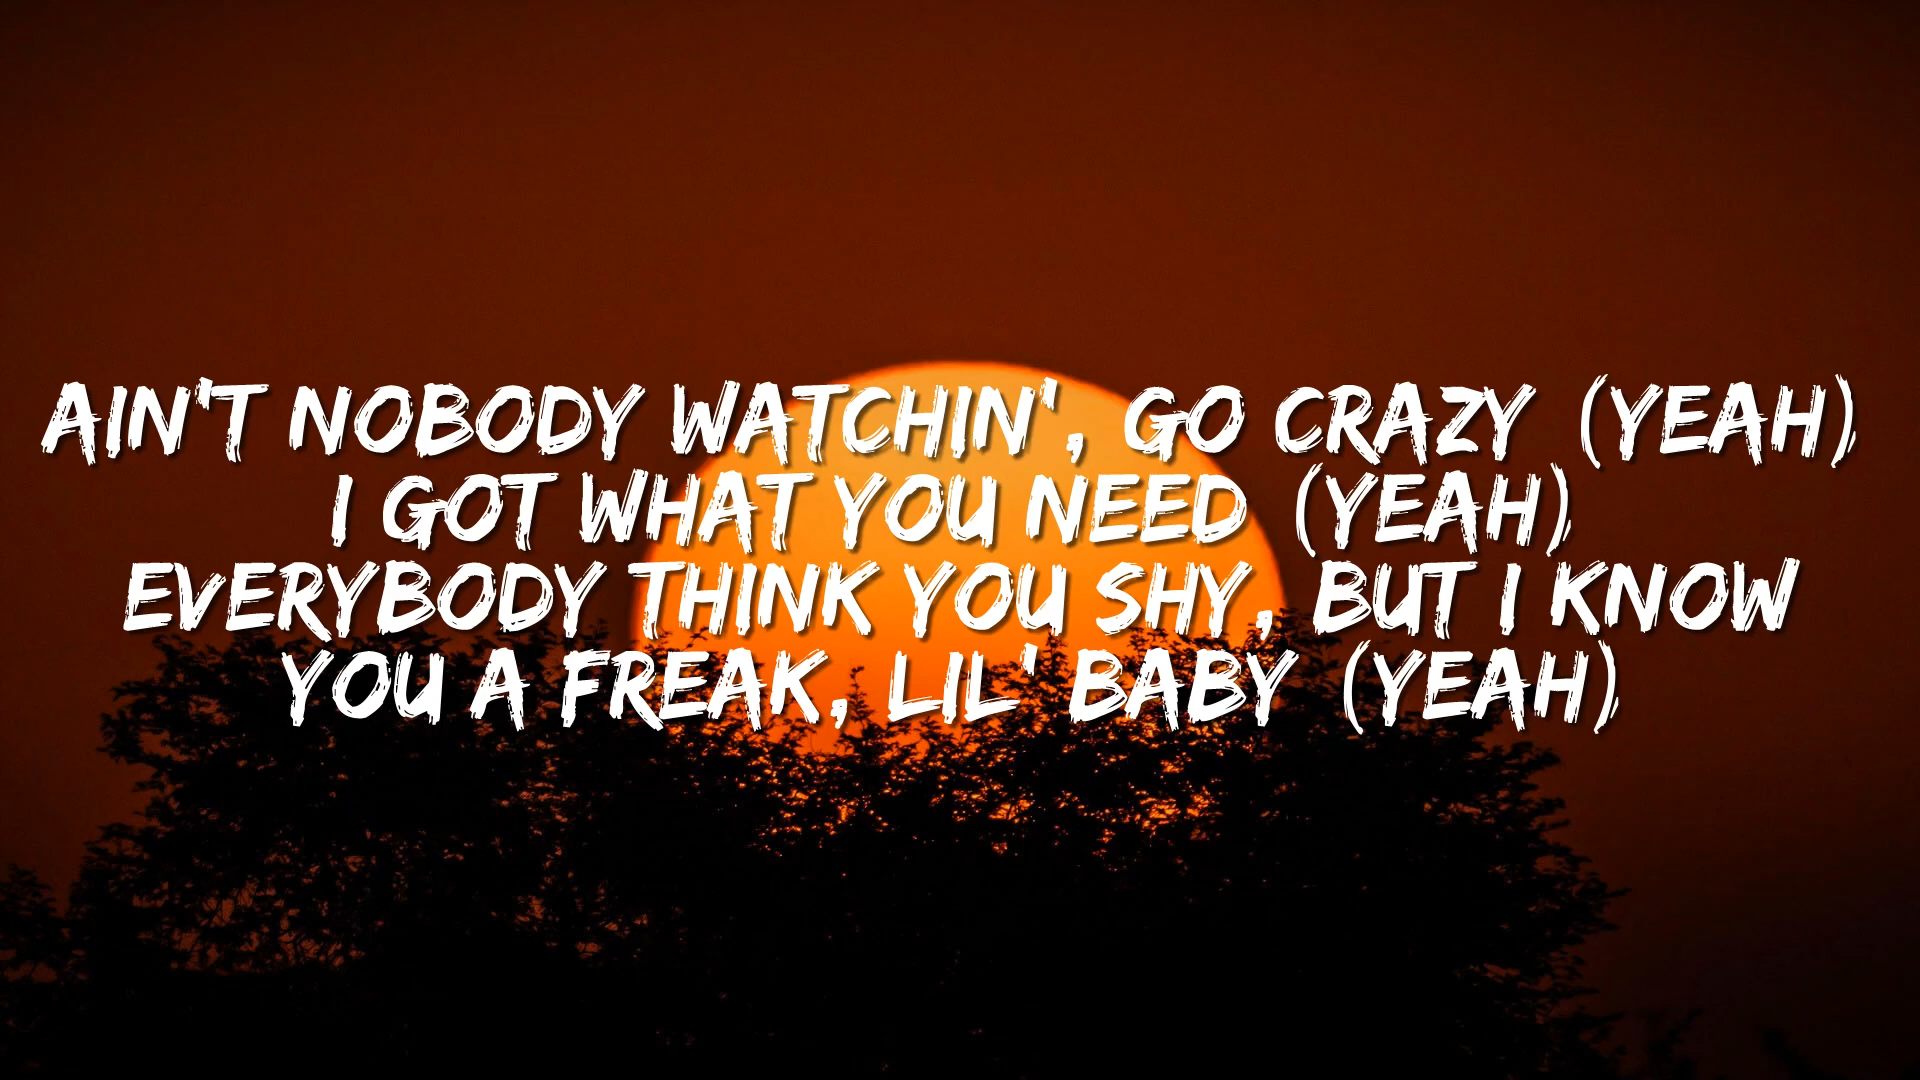 AIN'T NOBODY WATCHIN', GO CRAZY (YEAH)
I GOT WHAT YOU NEED (YEAH)
EVERYBODY THINK YOU SHY, BUT I KNOW
YOU A FREAK, LIL' BABY (YEAH)